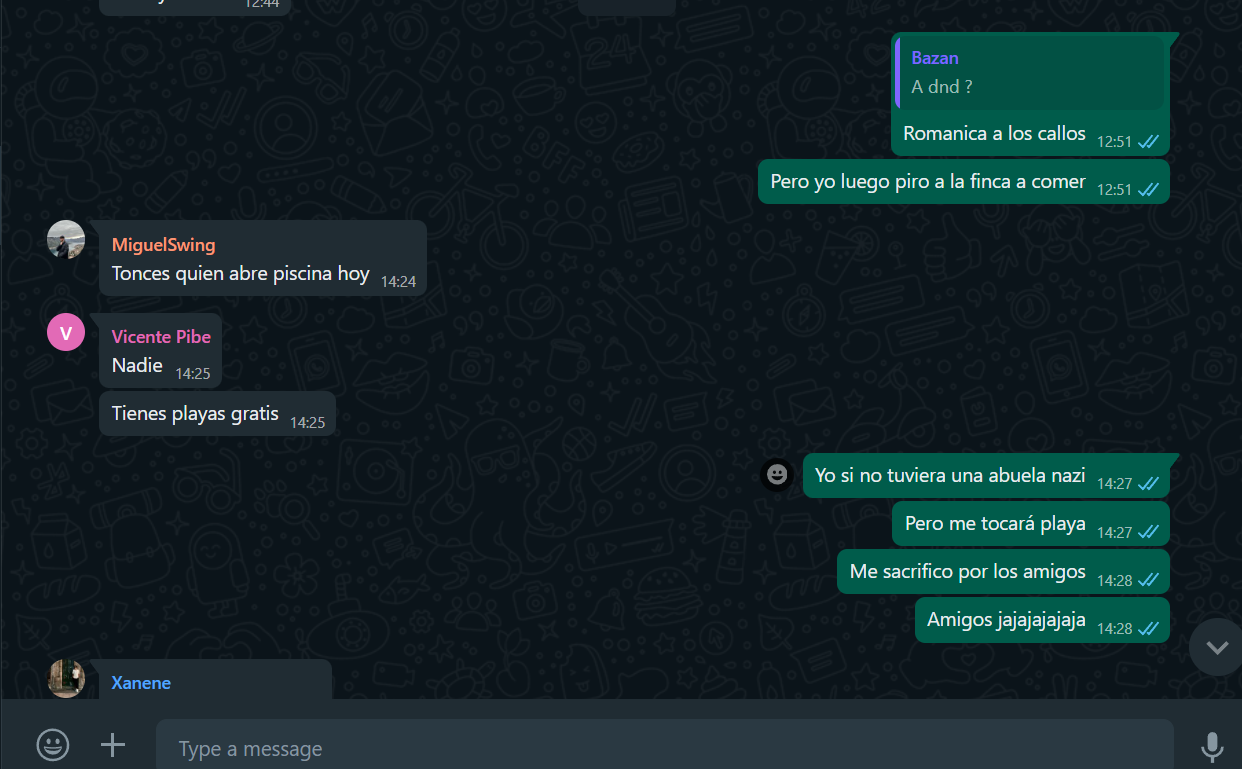 12:44
Bazan
A dnd ?
Romanica a los callos 12:51
Pero yo luego piro a la finca a comer 12:51
MiguelSwing
Tonces quien abre piscina hoy 14:24
V
Vicente Pibe
Nadie 14:25
Tienes playas gratis 14:25
Yo si no tuviera una abuela nazi 14:27
Pero me tocará playa 14:27
Me sacrifico por los amigos 14:28
Amigos jajajajajaja 14:28
Xanene
Type a message